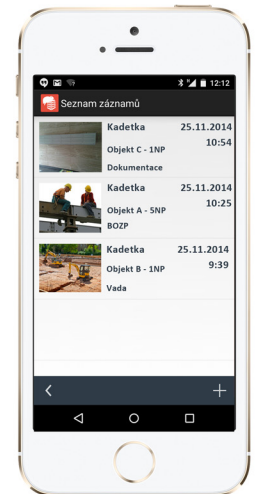 12:12
Seznam záznamů
Kadetka 25.11.2014
10:54
Objekt C - 1NP
Dokumentace
Kadetka 25.11.2014
10:25
Objekt A - 5NP
BOZP
Kadetka 25.11.2014
9:39
Objekt B - 1NP
Vada